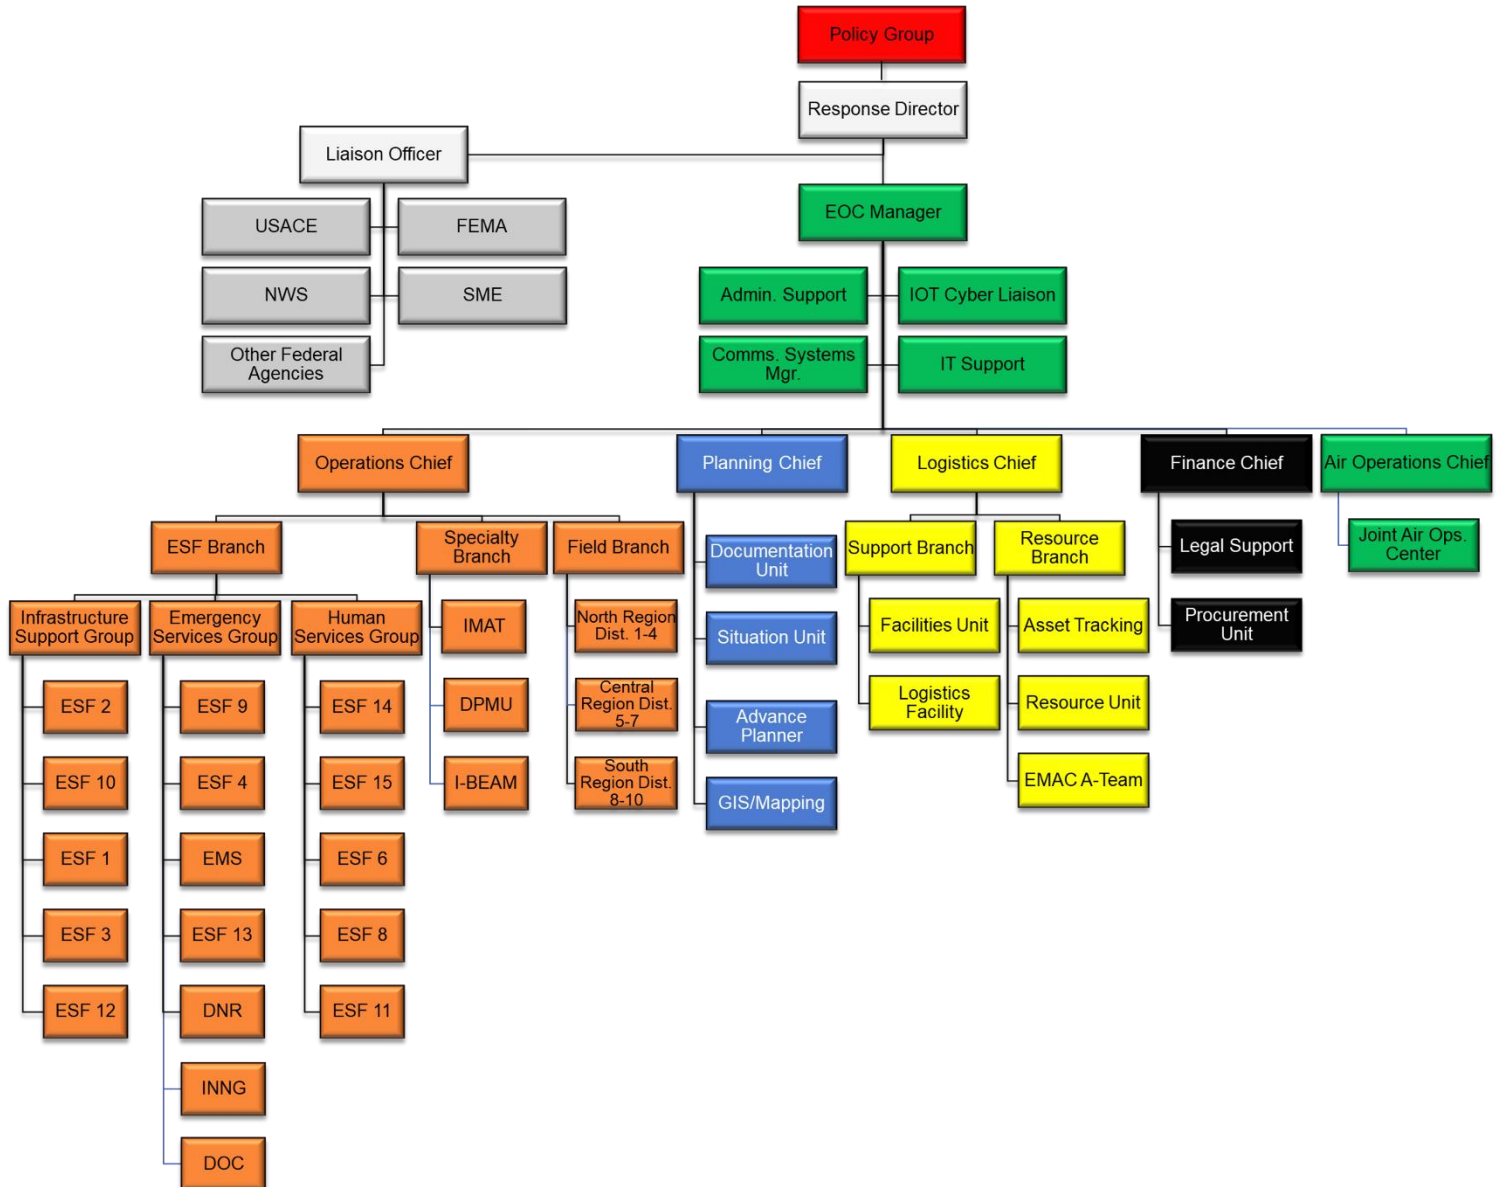 Policy Group
Response Director
Liaison Officer
USACE
FEMA
EOC Manager
NWS
SME
Admin. Support
IOT Cyber Liaison
Other Federal
Agencies
Comms. Systems
Mgr.
IT Support
Operations Chief
Planning Chief
Logistics Chief
Finance Chief
Air Operations Chief
ESF Branch
Specialty
Branch
Field Branch
Documentation
Unit
Support Branch
Resource
Branch
Legal Support
Joint Air Ops.
Center
Infrastructure
Support Group
Emergency
Services Group
Human
Services Group
IMAT
North Region
Dist. 1-4
Situation Unit
Facilities Unit
Asset Tracking
Procurement
Unit
ESF 2
ESF 9
ESF 14
DPMU
Central
Region Dist.
5-7
Advance
Planner
Logistics
Facility
Resource Unit
ESF 10
ESF 4
ESF 15
I-BEAM
South
Region Dist.
8-10
GIS/Mapping
EMAC A-Team
ESF 1
EMS
ESF 6
ESF 3
ESF 13
ESF 8
ESF 12
DNR
ESF 11
INNG
DOC